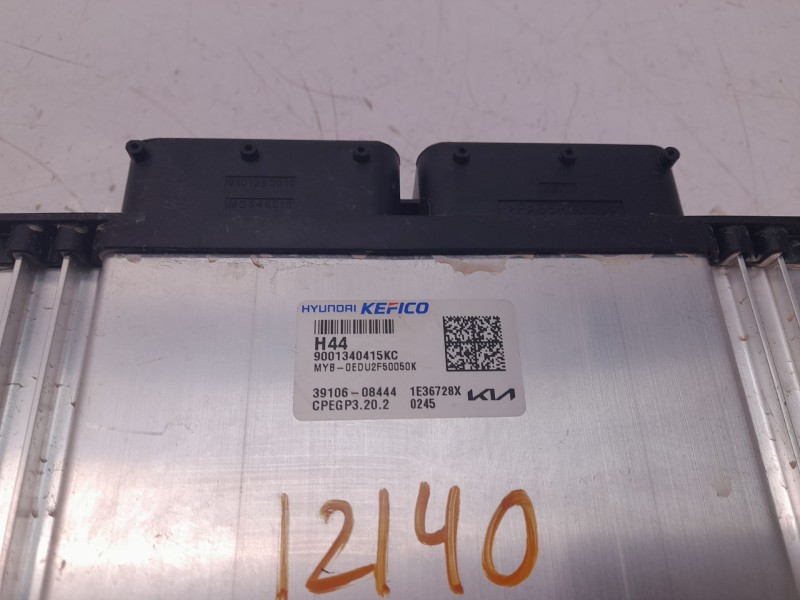 HYUNDAI KEFICO
H44
9001340415KC
MYB-0EDU2F50050K
39106-08444 1E36728X KIA
CPEGP3.20.2 0245
12140